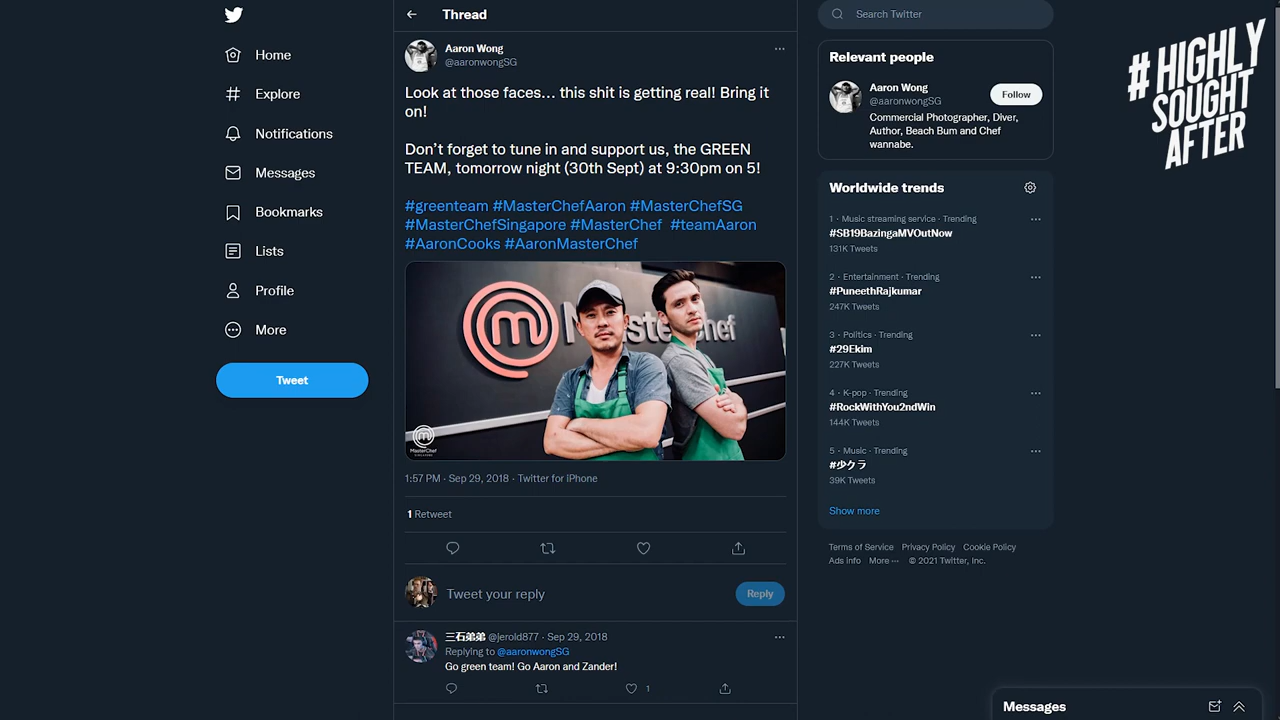 Thread
Search Twitter
#HIGHLY
SOUGHT
AFTER
Home
Explore
Notifications
Messages
Bookmarks
Lists
Profile
More
Tweet
Aaron Wong
@aaronwongSG
Look at those faces… this shit is getting real! Bring it
on!
Don’t forget to tune in and support us, the GREEN
TEAM, tomorrow night (30th Sept) at 9:30pm on 5!
#greenteam #MasterChefAaron #MasterChefSG
#MasterChefSingapore #MasterChef #teamAaron
#AaronCooks #AaronMasterChef
m MasterChef
MasterChef
SINGAPORE
1:57 PM · Sep 29, 2018 · Twitter for iPhone
1 Retweet
Tweet your reply
Reply
三石弟弟 @jerold877 · Sep 29, 2018
Replying to @aaronwongSG
Go green team! Go Aaron and Zander!
1
Relevant people
Aaron Wong
@aaronwongSG
Follow
Commercial Photographer, Diver,
Author, Beach Bum and Chef
wannabe.
Worldwide trends
1 · Music streaming service · Trending
#SB19BazingaMVOutNow
131K Tweets
2 · Entertainment · Trending
#PuneethRajkumar
247K Tweets
3 · Politics · Trending
#29Ekim
227K Tweets
4 · K-pop · Trending
#RockWithYou2ndWin
144K Tweets
5 · Music · Trending
#少クラ
39K Tweets
Show more
Terms of Service Privacy Policy Cookie Policy
Ads info More ··· © 2021 Twitter, Inc.
Messages